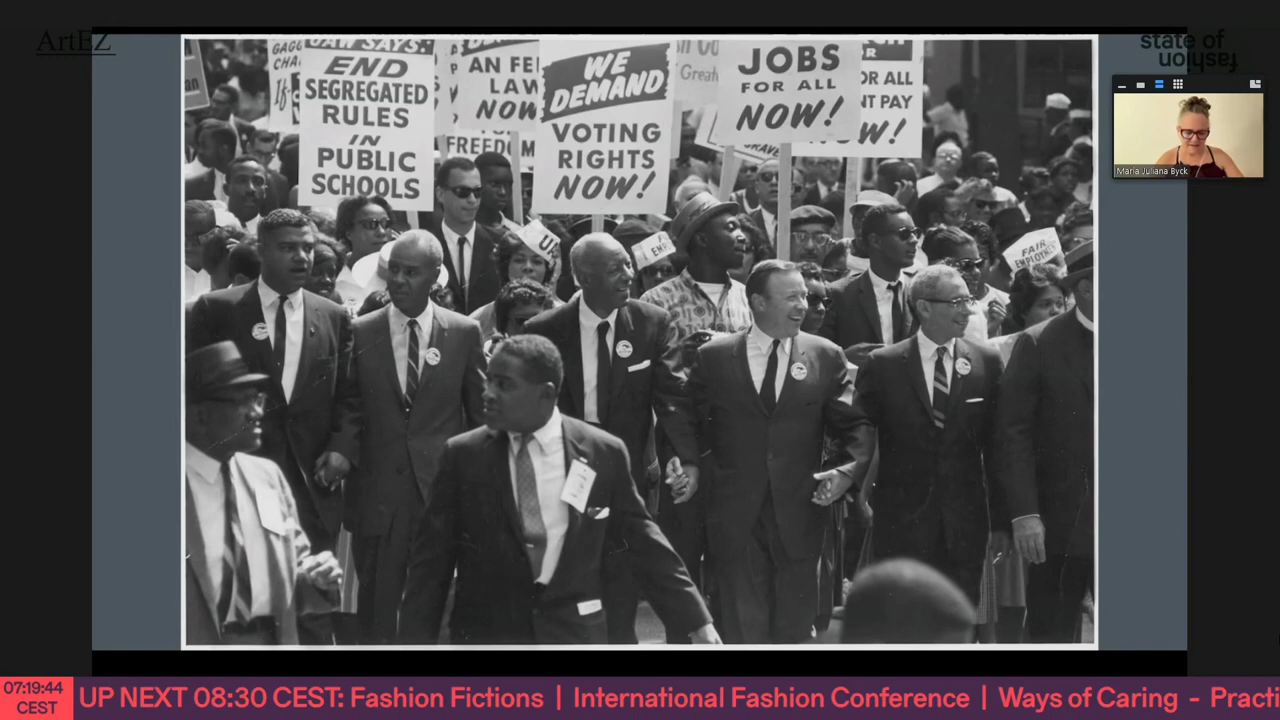 ArtEZ
state of
fashion
Maria Juliana Byck
UAW SAYS:
END
SEGREGATED
RULES
IN
PUBLIC
SCHOOLS
AN FE
LAW
NOW
FREEDOM
WE
DEMAND
VOTING
RIGHTS
NOW!
JOBS
FOR ALL
NOW!
OR ALL
NT PAY
W!
UA
FAIR
EMPLOYM
07:19:44
CEST
UP NEXT 08:30 CEST: Fashion Fictions | International Fashion Conference | Ways of Caring - Practi